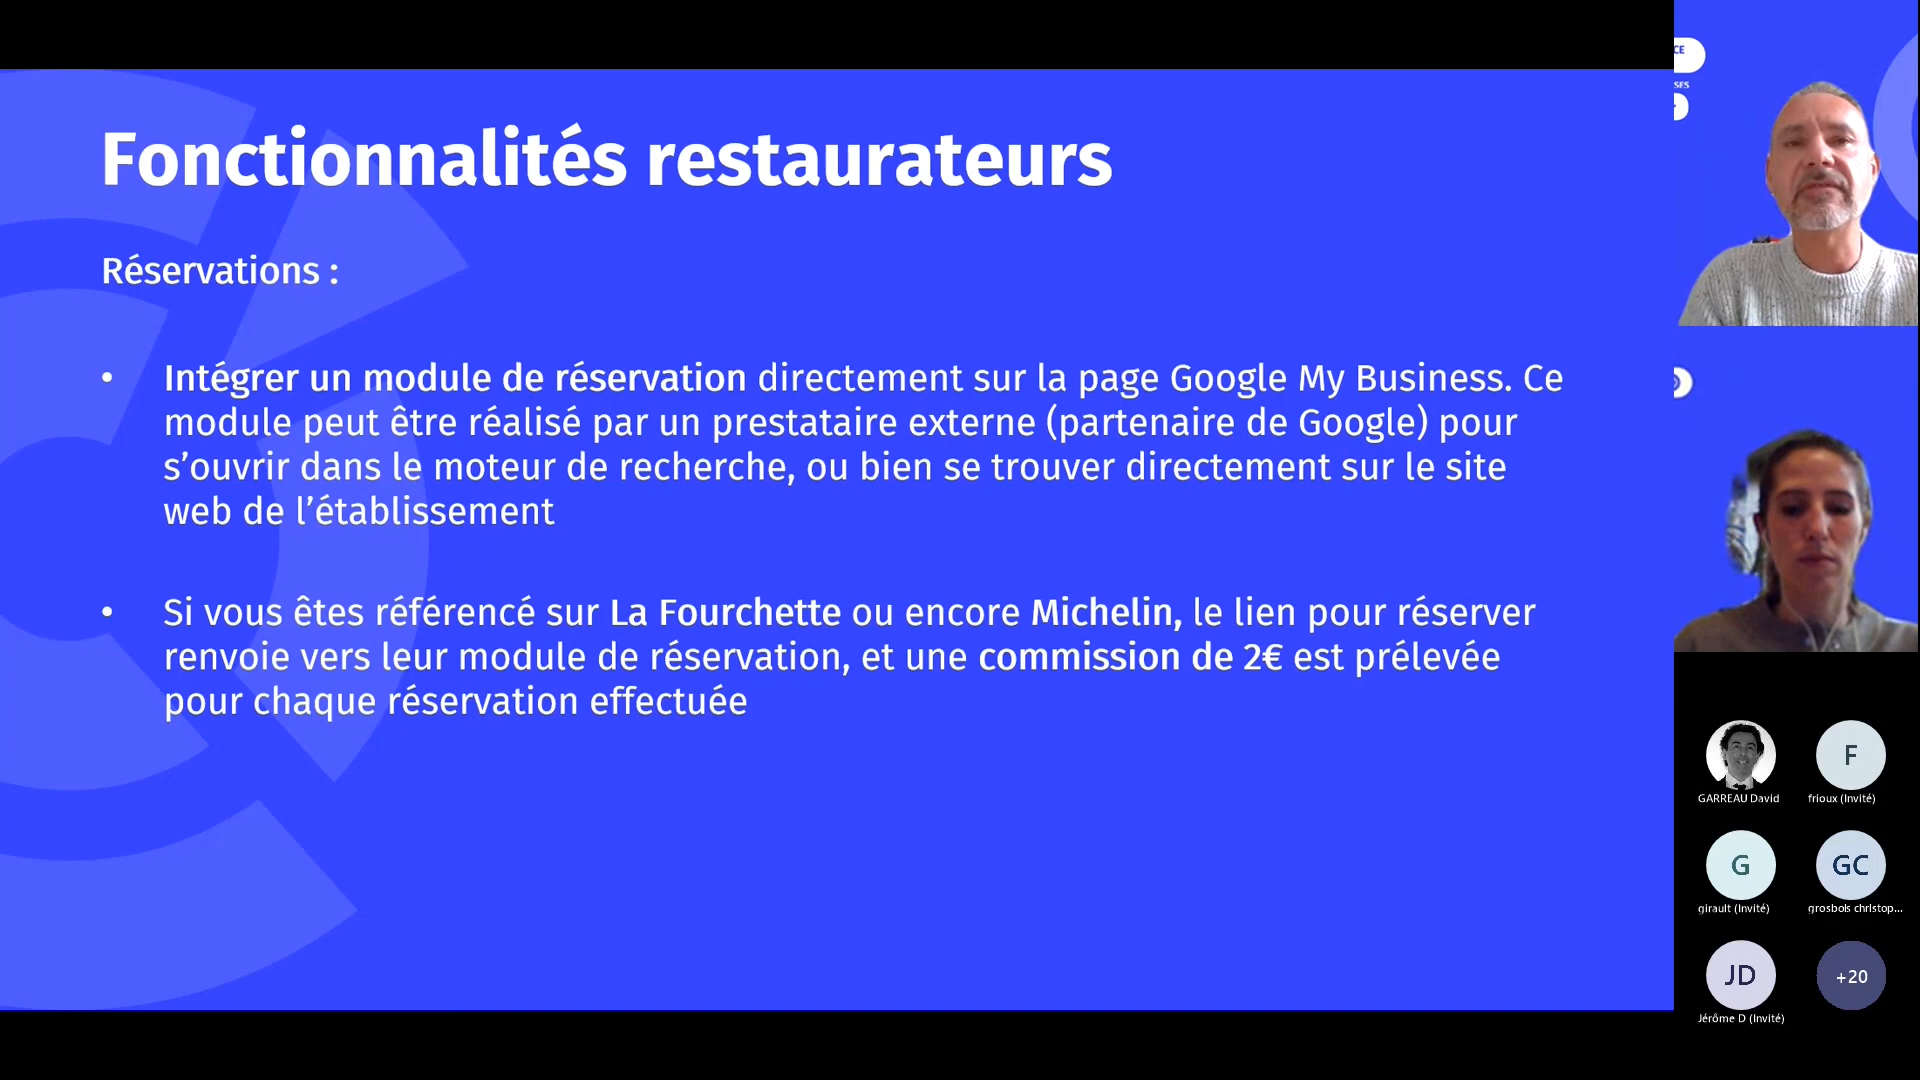 Fonctionnalités restaurateurs
Réservations :
• Intégrer un module de réservation directement sur la page Google My Business. Ce
module peut être réalisé par un prestataire externe (partenaire de Google) pour
s’ouvrir dans le moteur de recherche, ou bien se trouver directement sur le site
web de l’établissement
• Si vous êtes référencé sur La Fourchette ou encore Michelin, le lien pour réserver
renvoie vers leur module de réservation, et une commission de 2€ est prélevée
pour chaque réservation effectuée
CE
SES
GARREAU David
F
frioux (Invité)
G
girault (Invité)
GC
grosbois christop...
JD
Jérôme D (Invité)
+20